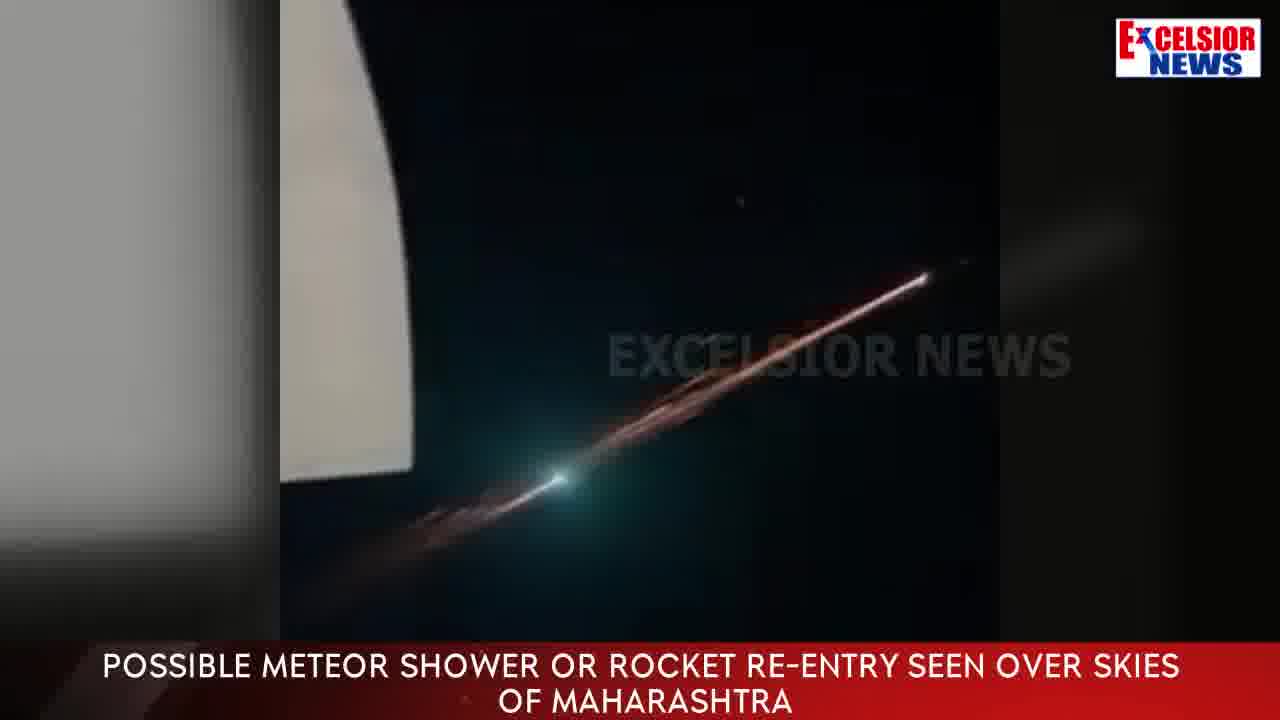 EXCELSIOR
NEWS
EXCELSIOR NEWS
POSSIBLE METEOR SHOWER OR ROCKET RE-ENTRY SEEN OVER SKIES
OF MAHARASHTRA